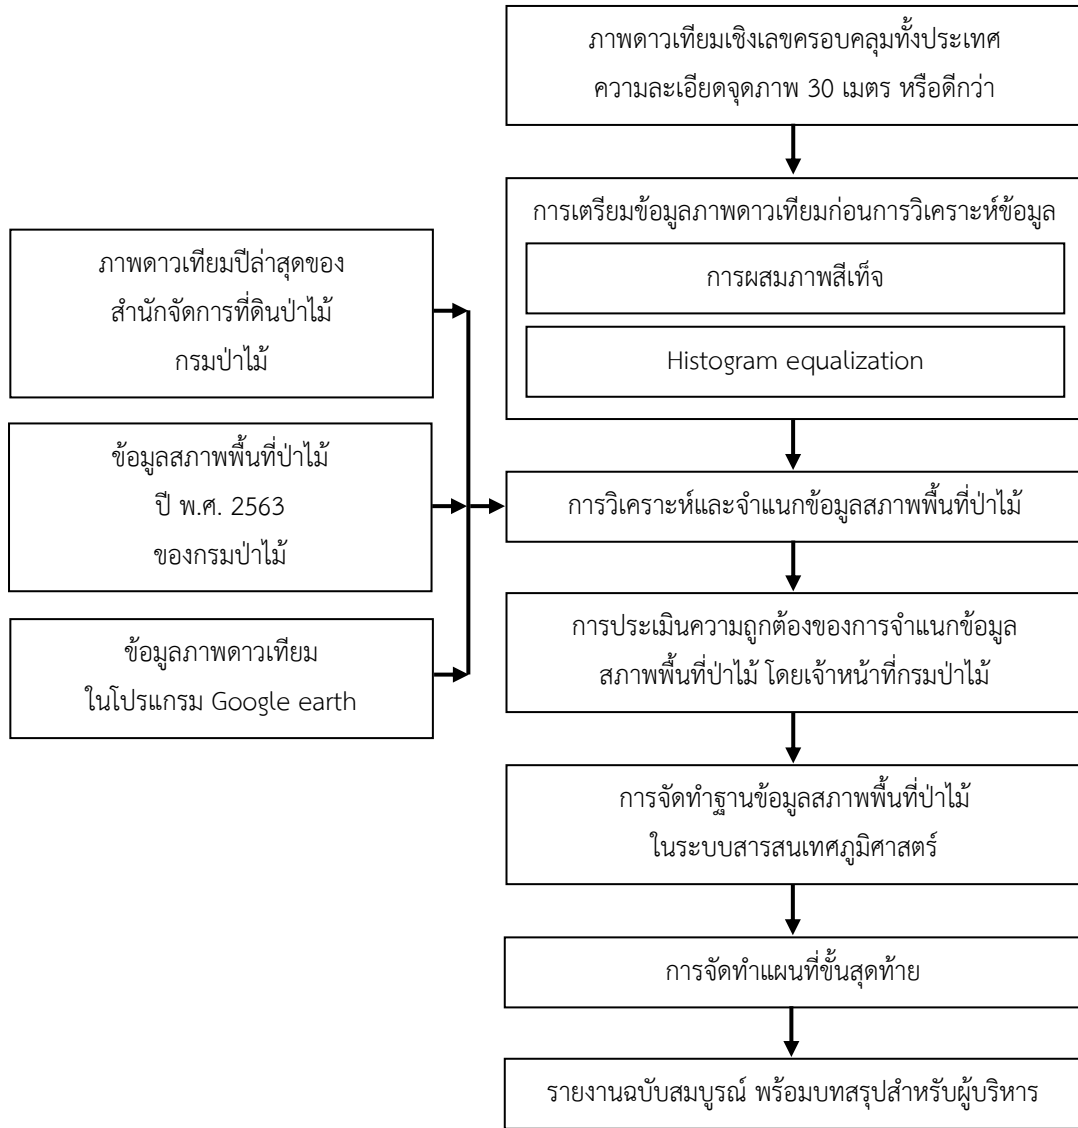 ภาพดาวเทียมเชิงเลขครอบคลุมทั้งประเทศ
ความละเอียดจุดภาพ 30 เมตร หรือดีกว่า
การเตรียมข้อมูลภาพดาวเทียมก่อนการวิเคราะห์ข้อมูล
การผสมภาพสีเท็จ
Histogram equalization
ภาพดาวเทียมปีล่าสุดของ
สำนักจัดการที่ดินป่าไม้
กรมป่าไม้
ข้อมูลสภาพพื้นที่ป่าไม้
ปี พ.ศ. 2563
ของกรมป่าไม้
ข้อมูลภาพดาวเทียม
ในโปรแกรม Google earth
การวิเคราะห์และจำแนกข้อมูลสภาพพื้นที่ป่าไม้
การประเมินความถูกต้องของการจำแนกข้อมูล
สภาพพื้นที่ป่าไม้ โดยเจ้าหน้าที่กรมป่าไม้
การจัดทำฐานข้อมูลสภาพพื้นที่ป่าไม้
ในระบบสารสนเทศภูมิศาสตร์
การจัดทำแผนที่ขั้นสุดท้าย
รายงานฉบับสมบูรณ์ พร้อมบทสรุปสำหรับผู้บริหาร